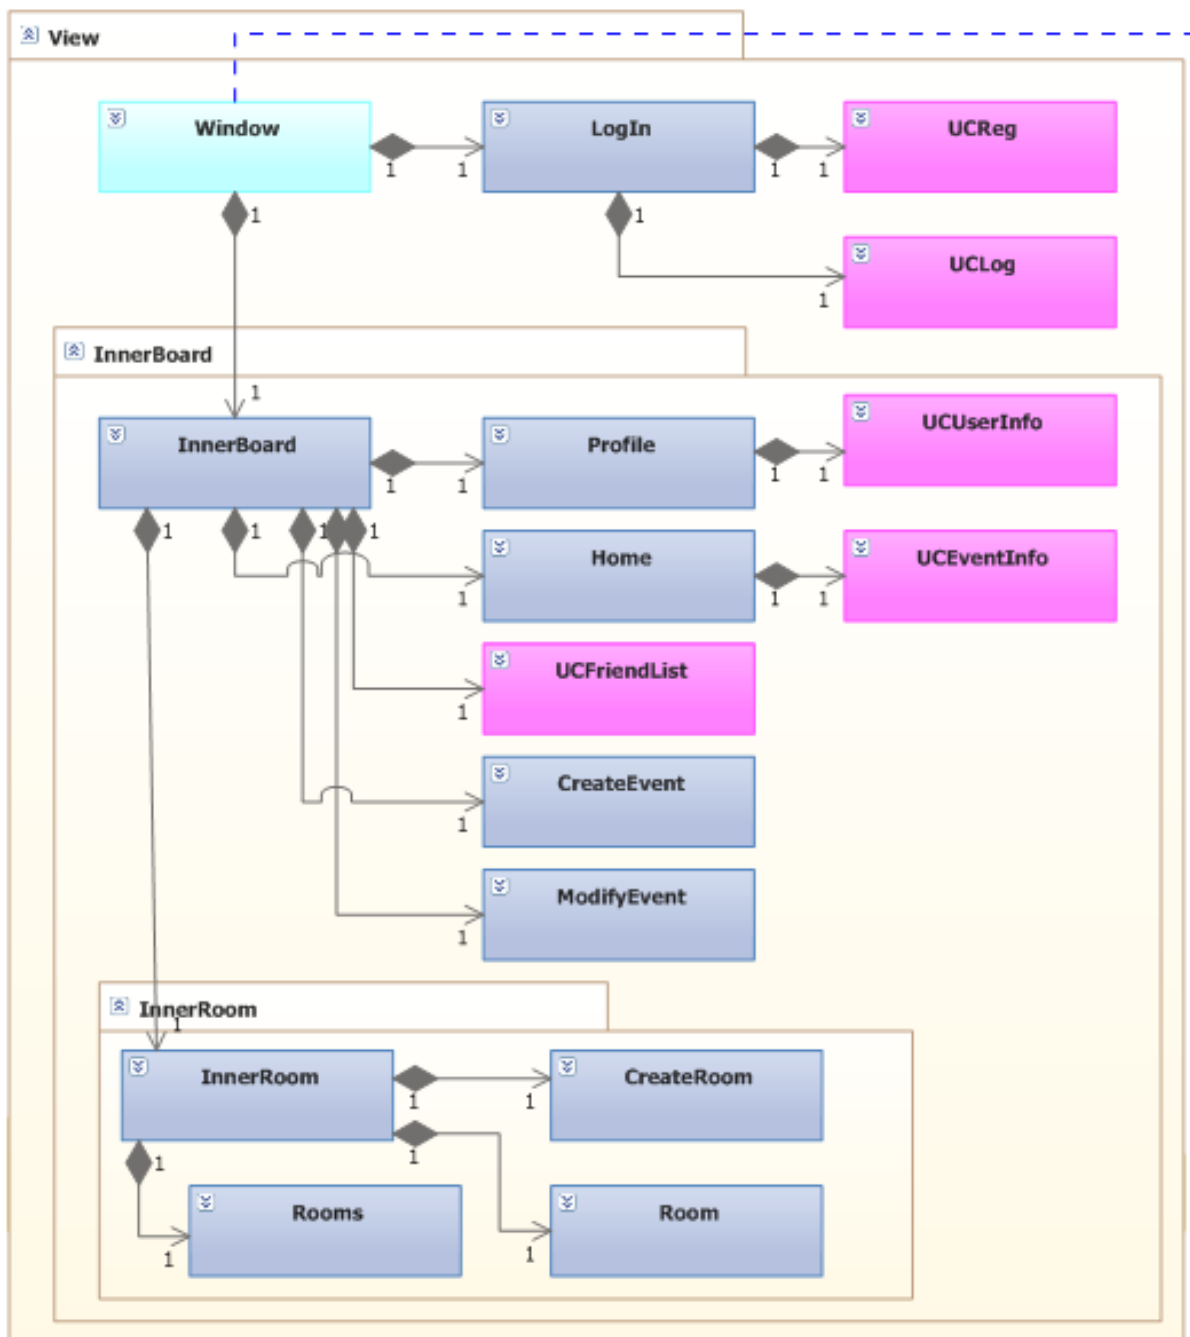 View
Window
1
1
LogIn
1
1
UCReg
1
1
UCLog
1
InnerBoard
1
InnerBoard
1
1
Profile
1
1
UCUserInfo
1
1
1
1
Home
1
1
1
UCEventInfo
UCFriendList
1
CreateEvent
1
ModifyEvent
1
InnerRoom
1
InnerRoom
1
1
CreateRoom
1
1
Rooms
1
Room
1